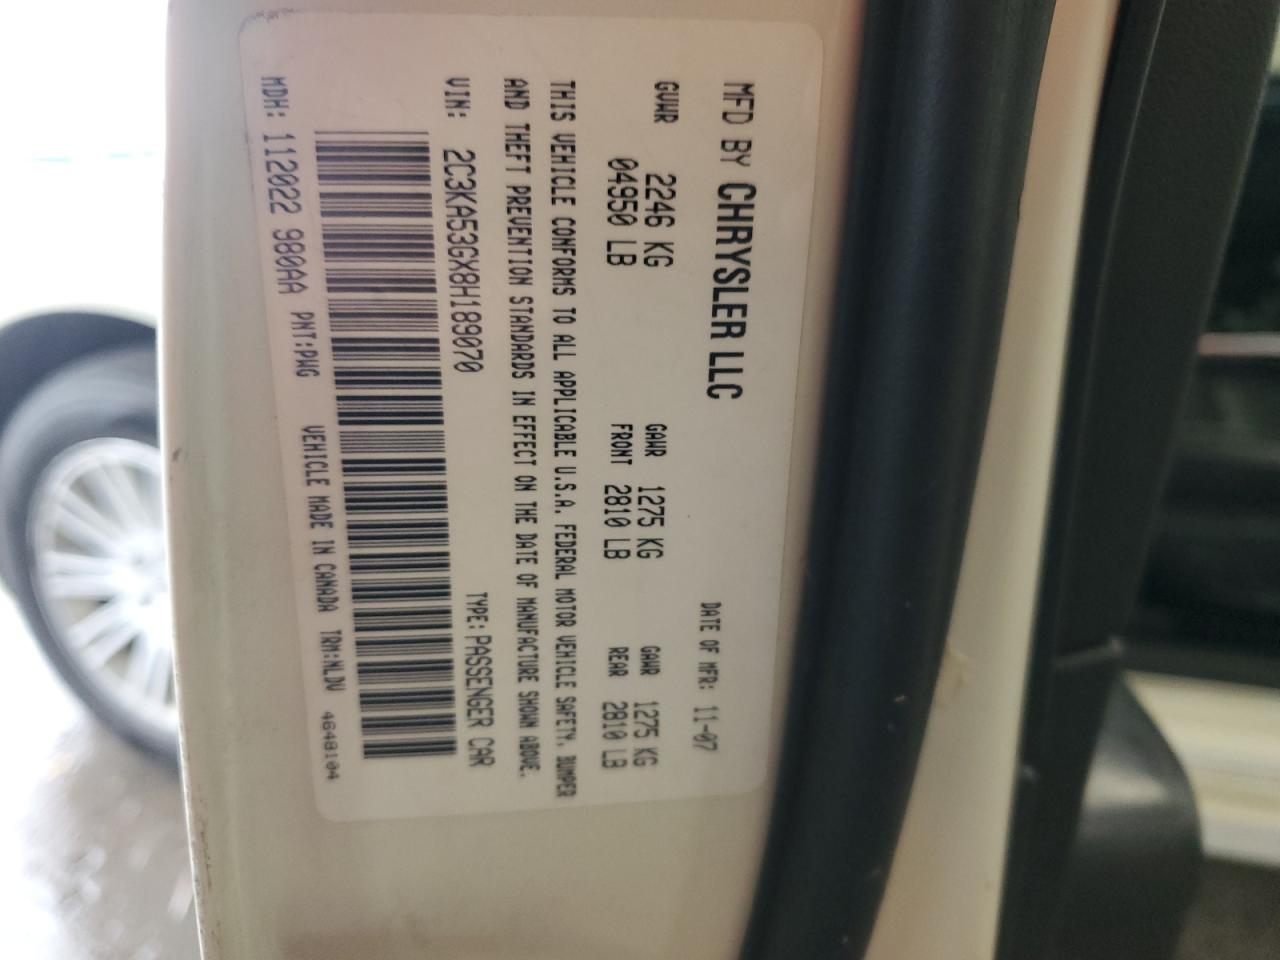 MFD BY CHRYSLER LLC DATE OF MFR: 11-07
GVWR 2246 KG GAWR 1275 KG GAWR 1275 KG
04950 LB FRONT 2810 LB REAR 2810 LB
THIS VEHICLE CONFORMS TO ALL APPLICABLE U.S.A. FEDERAL MOTOR VEHICLE SAFETY, BUMPER
AND THEFT PREVENTION STANDARDS IN EFFECT ON THE DATE OF MANUFACTURE SHOWN ABOVE.
VIN: 2C3KA53GX8H189070 TYPE: PASSENGER CAR
MDH: 112022 980AA PNT:PWG VEHICLE MADE IN CANADA TRM:NLDV 4648104